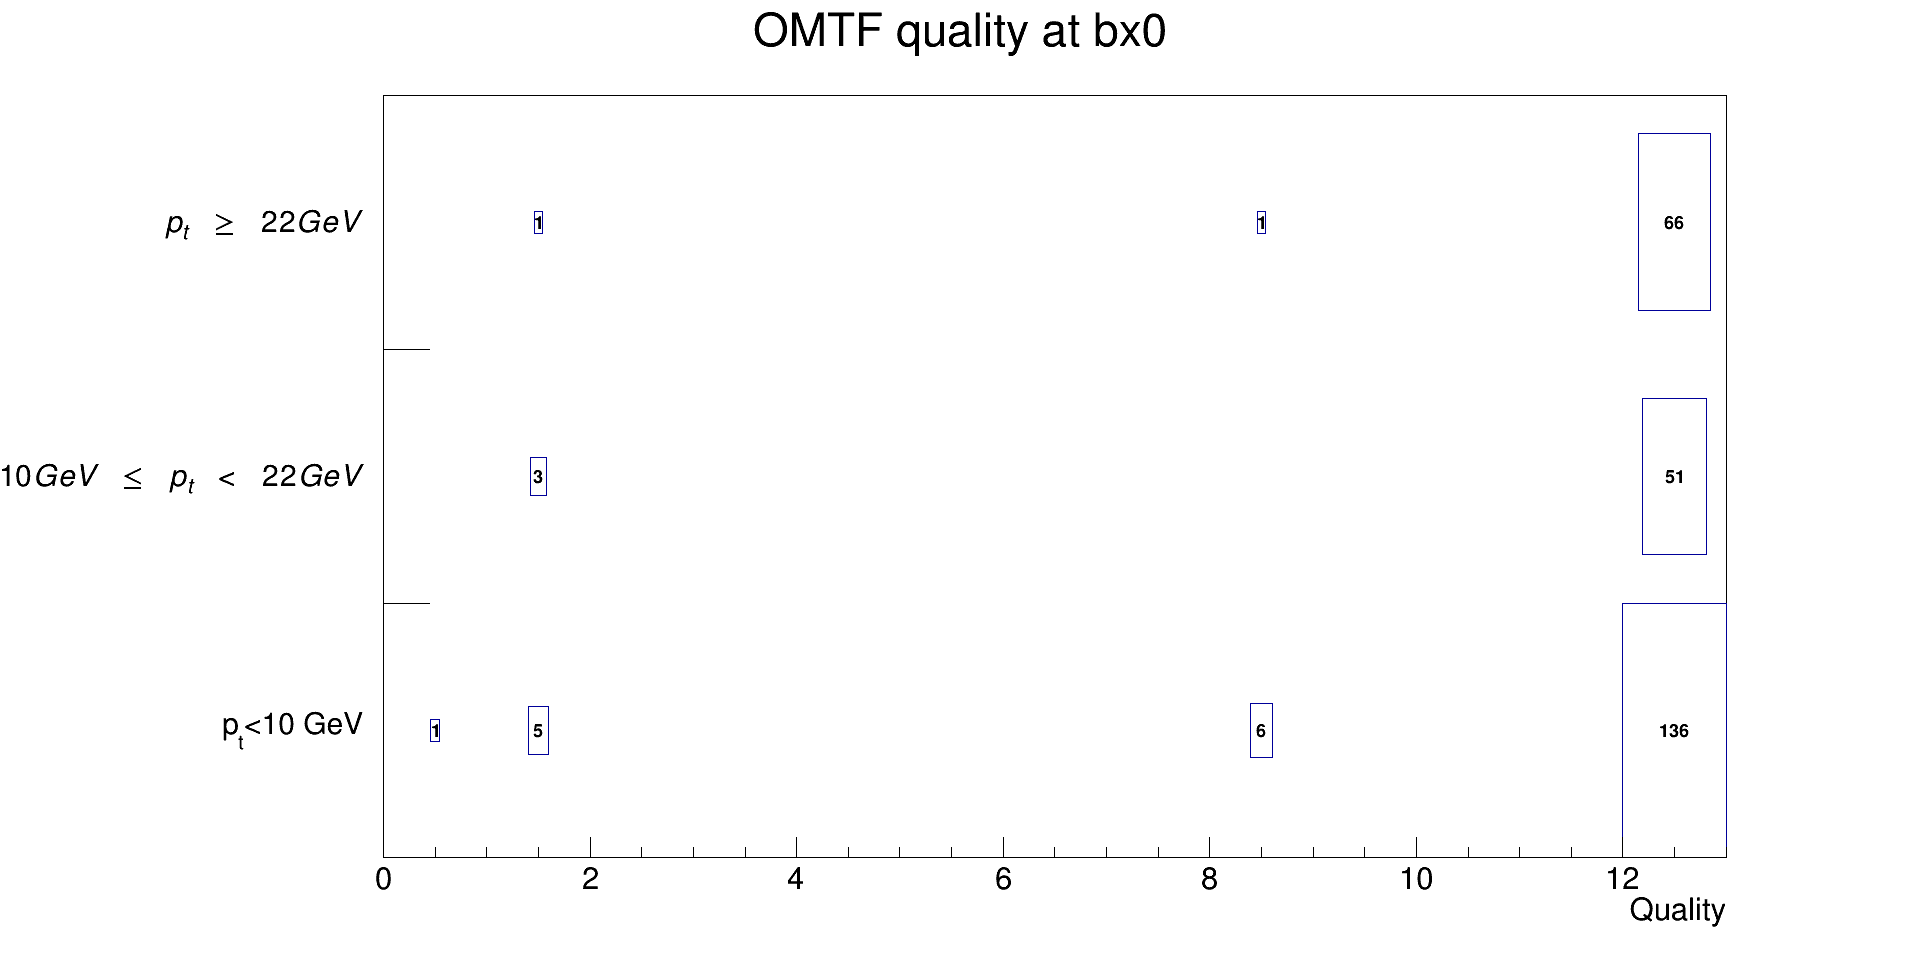 OMTF quality at bx0
p_t ≥ 22GeV
1
1
66
10GeV ≤ p_t < 22GeV
3
51
p_t<10 GeV
1
5
6
136
0 2 4 6 8 10 12
Quality